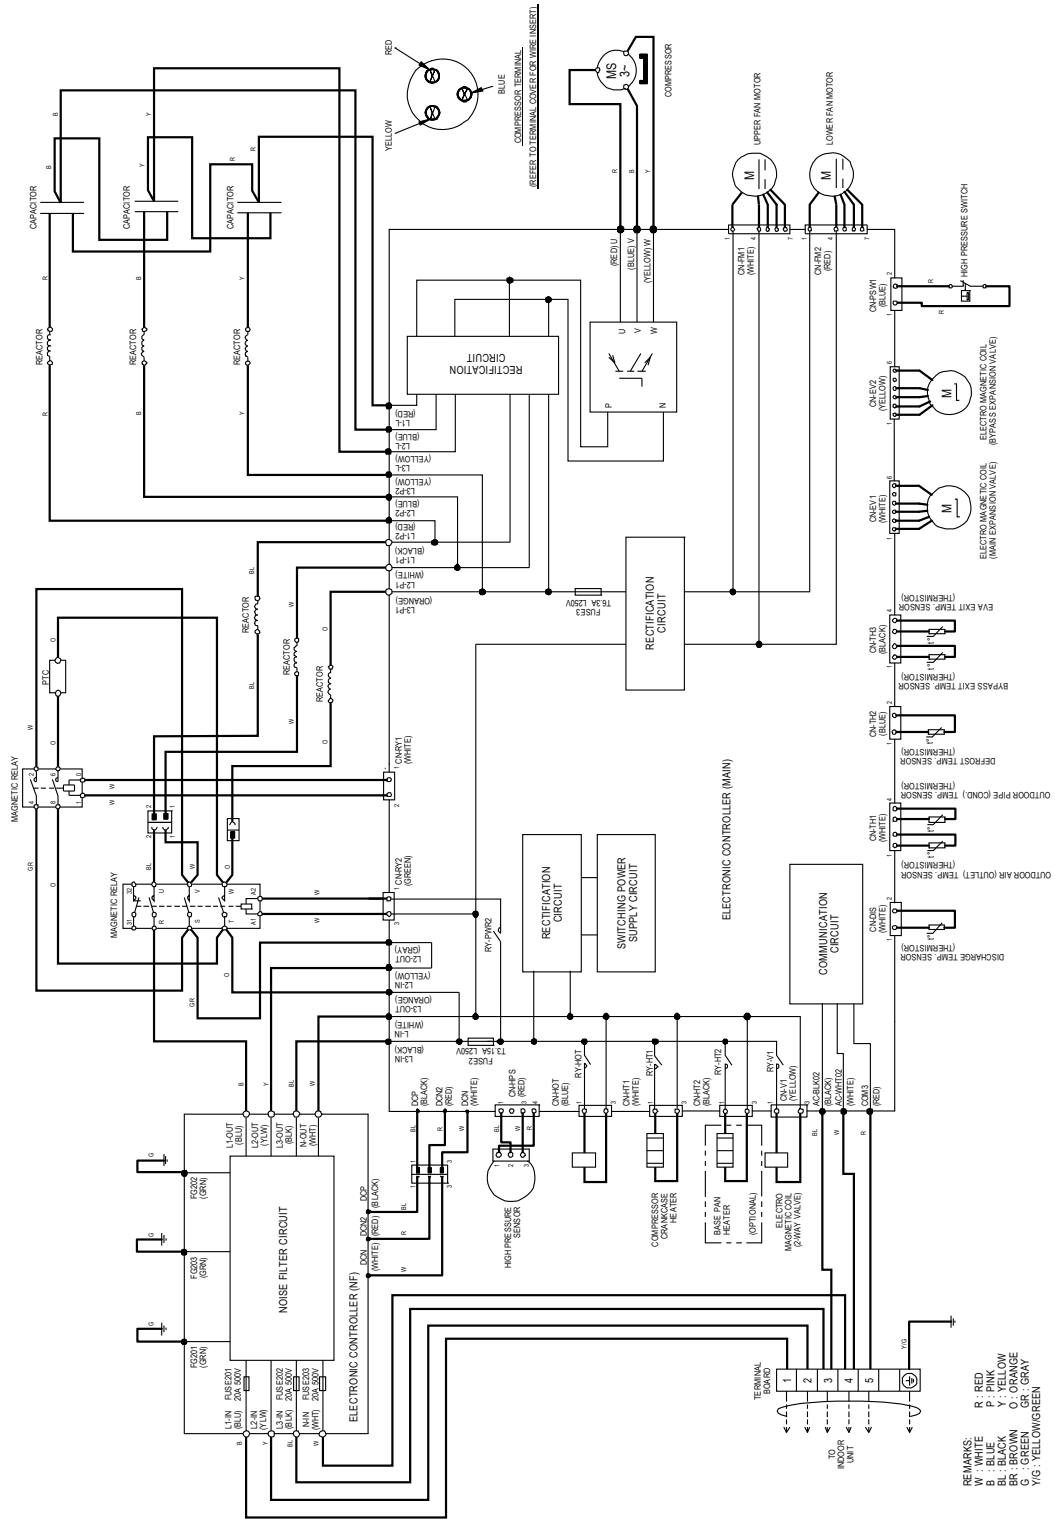 RED
YELLOW
BLUE
COMPRESSOR TERMINAL
(REFER TO TERMINAL COVER FOR WIRE INSERT)
CAPACITOR
CAPACITOR
CAPACITOR
REACTOR
REACTOR
REACTOR
MS
3~
COMPRESSOR
M
UPPER FAN MOTOR
M
LOWER FAN MOTOR
(RED) U
(BLUE) V
(YELLOW) W
CN-FM1
(WHITE)
CN-FM2
(RED)
RECTIFICATION
CIRCUIT
U
V
W
P
N
HIGH PRESSURE SWITCH
CN-PSW1
(BLUE)
CN-EV2
(YELLOW)
M
ELECTRO MAGNETIC COIL
(BYPASS EXPANSION VALVE)
CN-EV1
(WHITE)
M
ELECTRO MAGNETIC COIL
(MAIN EXPANSION VALVE)
L1-L
(RED)
L2-L
(BLUE)
L3-L
(YELLOW)
L3-P2
(YELLOW)
L2-P2
(BLUE)
L1-P2
(RED)
L1-P1
(BLACK)
L2-P1
(WHITE)
L3-P1
(ORANGE)
REACTOR
REACTOR
REACTOR
FUSE3
T6.3A L250V
RECTIFICATION
CIRCUIT
PTC
MAGNETIC RELAY
MAGNETIC RELAY
CN-RY1
(WHITE)
CN-RY2
(GREEN)
RY-PWR2
RECTIFICATION
CIRCUIT
SWITCHING POWER
SUPPLY CIRCUIT
ELECTRONIC CONTROLLER (MAIN)
COMMUNICATION
CIRCUIT
CN-TH3
(BLACK)
EVA EXIT TEMP. SENSOR
(THERMISTOR)
BYPASS EXIT TEMP. SENSOR
(THERMISTOR)
CN-TH2
(BLUE)
DEFROST TEMP. SENSOR
(THERMISTOR)
CN-TH1
(WHITE)
OUTDOOR PIPE (COND.) TEMP. SENSOR
(THERMISTOR)
OUTDOOR AIR (OUTLET) TEMP. SENSOR
CN-DIS
(WHITE)
DISCHARGE TEMP. SENSOR
(THERMISTOR)
L2-OUT
(GRAY)
L2-IN
(YELLOW)
L3-OUT
(ORANGE)
L-IN
(WHITE)
L3-IN
(BLACK)
FUSE2
T3.15A L250V
DCP
(BLACK)
DCN2
(RED)
DCN
(WHITE)
CN-HPS
(RED)
CN-HOT
(BLUE)
RY-HOT
CN-HT1
(WHITE)
RY-HT1
CN-HT2
(BLACK)
RY-HT2
CN-V1
(YELLOW)
RY-V1
AC-BLK02
(BLACK)
AC-WHT02
(WHITE)
COM13
(RED)
HIGH PRESSURE
SENSOR
COMPRESSOR
CRANKCASE
HEATER
BASE PAN
HEATER
(OPTIONAL)
ELECTRO
MAGNETIC COIL
(2-WAY VALVE)
L1-OUT
(BLU)
L2-OUT
(YLW)
L3-OUT
(BLK)
N-OUT
(WHT)
FG202
(GRN)
FG203
(GRN)
FG201
(GRN)
NOISE FILTER CIRCUIT
DCP
(BLACK)
DCN2
(RED)
DCN
(WHITE)
ELECTRONIC CONTROLLER (NF)
FUSE201
20A 500V
FUSE202
20A 500V
FUSE203
20A 500V
L1-IN
(BLU)
L2-IN
(YLW)
L3-IN
(BLK)
N-IN
(WHT)
TERMINAL
BOARD
1
2
3
4
5
Y/G
TO
INDOOR
UNIT
REMARKS:
W : WHITE R : RED
B : BLUE P : PINK
BL : BLACK Y : YELLOW
BR : BROWN O : ORANGE
G : GREEN GR : GRAY
Y/G : YELLOW/GREEN